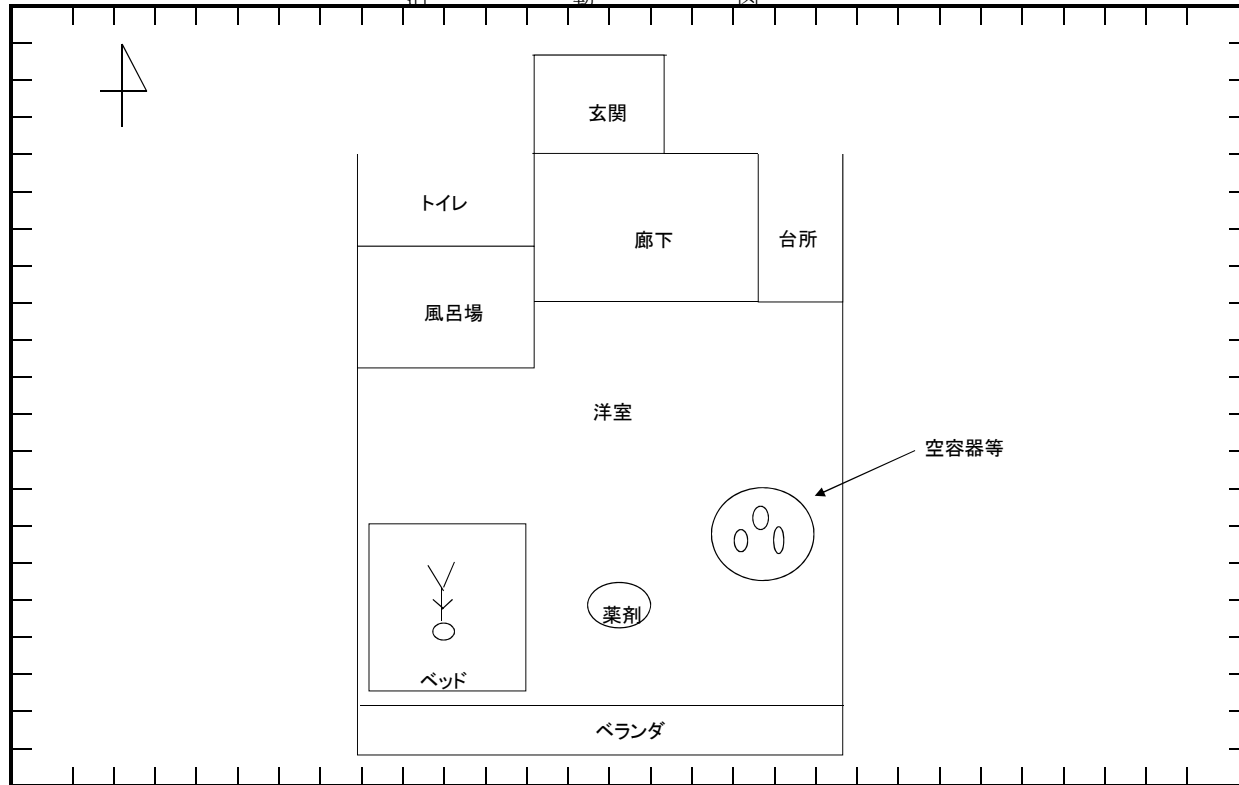 玄関
トイレ
廊下
台所
風呂場
洋室
空容器等
薬剤
ベッド
ベランダ